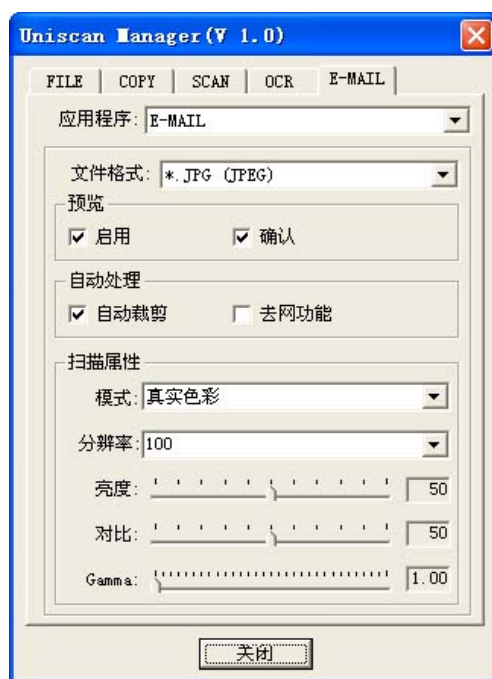 Uniscan Manager(V 1.0)
FILE COPY SCAN OCR E-MAIL
应用程序: E-MAIL
文件格式: *.JPG (JPEG)
预览
启用 确认
自动处理
自动裁剪 去网功能
扫描属性
模式: 真实色彩
分辨率: 100
亮度: 50
对比: 50
Gamma: 1.00
关闭